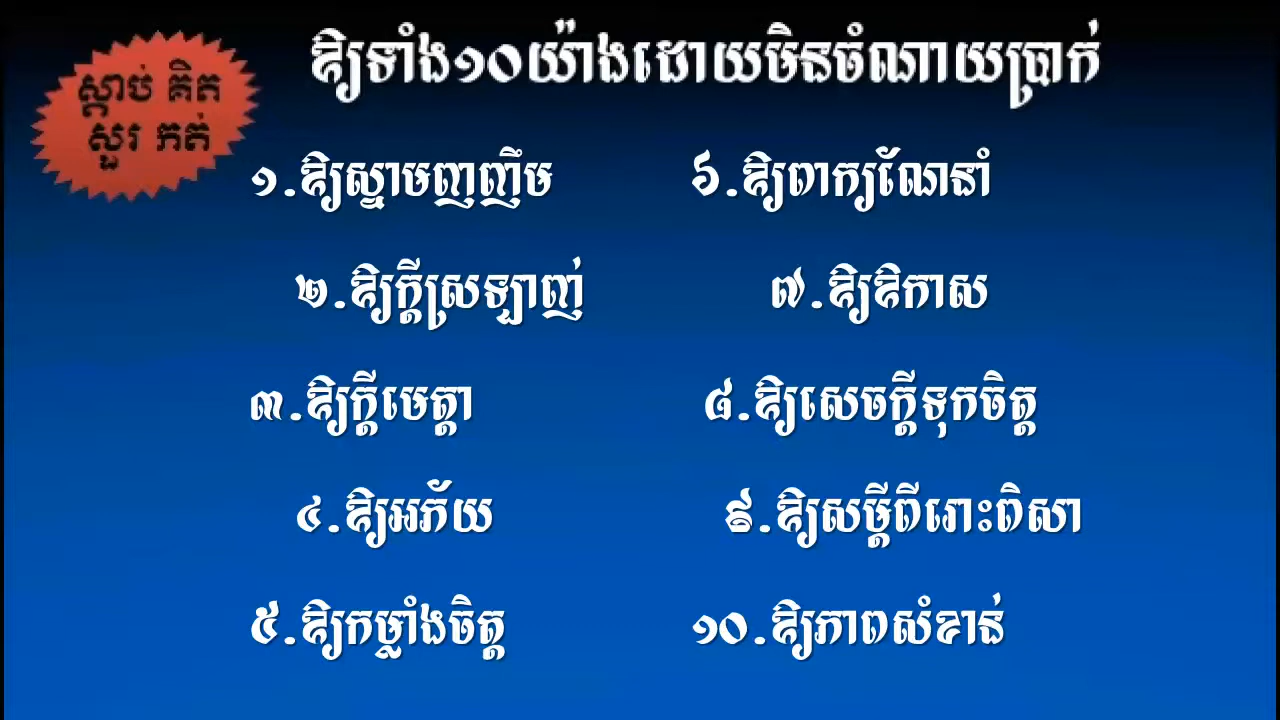 ឱ្យទាំង១០យ៉ាងដោយមិនចំណាយប្រាក់
ស្ដាប់ គិត
សួរ កត់
១.ឱ្យស្នាមញញឹម
២.ឱ្យក្ដីស្រឡាញ់
៣.ឱ្យក្ដីមេត្តា
៤.ឱ្យអភ័យ
៥.ឱ្យកម្លាំងចិត្ត
៦.ឱ្យពាក្យណែនាំ
៧.ឱ្យឱកាស
៨.ឱ្យសេចក្ដីទុកចិត្ត
៩.ឱ្យសម្ដីពីរោះពិសា
១០.ឱ្យភាពសំខាន់